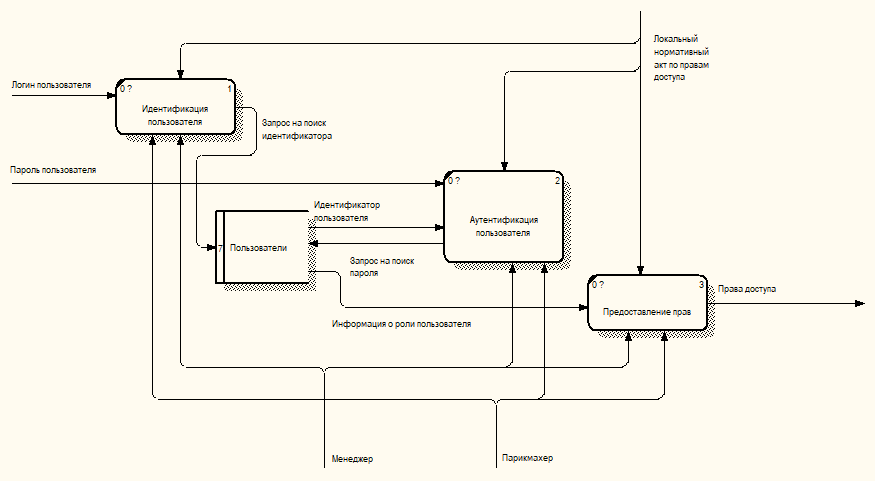 Локальный
нормативный
акт по правам
доступа
Логин пользователя
0 ?
1
Идентификация
пользователя
Запрос на поиск
идентификатора
Пароль пользователя
0 ?
2
Аутентификация
пользователя
Идентификатор
пользователя
7
Пользователи
Запрос на поиск
пароля
0 ?
3
Предоставление прав
Права доступа
Информация о роли пользователя
Менеджер
Парикмахер